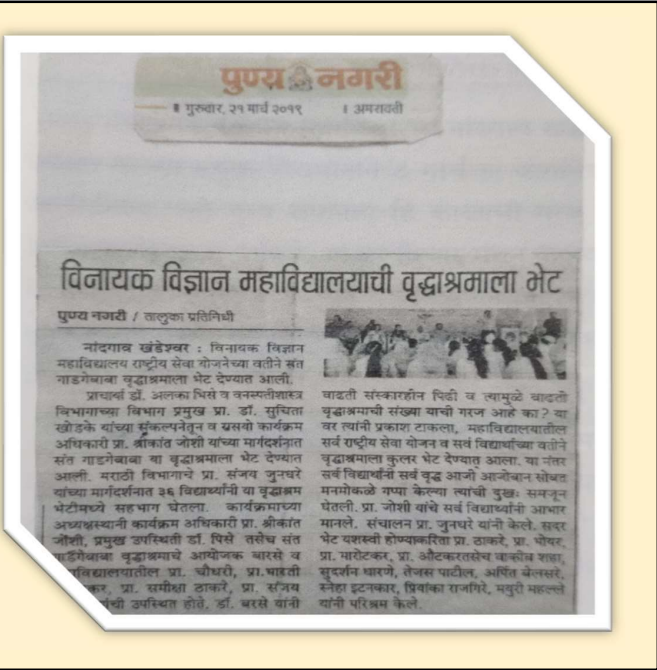 पुण्य नगरी
गुरुवार, २१ मार्च २०१९
अमरावती
विनायक विज्ञान महाविद्यालयाची वृद्धाश्रमाला भेट
पुण्य नगरी / तालुका प्रतिनिधी
नांदगाव खंडेश्वर : विनायक विज्ञान
महाविद्यालय राष्ट्रीय सेवा योजनेच्या वतीने संत
गाडगेबाबा वृद्धाश्रमाला भेट देण्यात आली.
प्राचार्या डॉ. अलका भिसे व वनस्पतीशास्त्र
विभागाच्या विभाग प्रमुख प्रा. डॉ. सुचिता
खोडके यांच्या संकल्पनेतुन व ग्रसयो कार्यक्रम
अधिकारी प्रा. श्रीकांत जोशी यांच्या मार्गदर्शनात
संत गाडगेबाबा या वृद्धाश्रमाला भेट देण्यात
आली. मराठी विभागाचे प्रा. संजय जुनघरे
यांच्या मार्गदर्शनात ३६ विद्यार्थ्यांनी या वृद्धाश्रम
भेटीमध्ये सहभाग घेतला. कार्यक्रमाच्या
अध्यक्षस्थानी कार्यक्रम अधिकारी प्रा. श्रीकांत
जोशी, प्रमुख उपस्थिती डॉ. पिसे तसेच संत
गाडगेबाबा वृद्धाश्रमाचे आयोजक बारसे व
विद्यालयातील प्रा. चौधरी, प्रा. भारती
कर, प्रा. समीक्षा ठाकरे, प्रा. संजय
उपस्थित होते. डॉ. बरसे यांनी
वाढती संस्कारहीन पिढी व त्यामुळे वाढती
वृद्धाश्रमाची संख्या याची गरज आहे का? या
वर त्यांनी प्रकाश टाकला, महाविद्यालयातील
सर्व राष्ट्रीय सेवा योजन व सर्व विद्यार्थ्यांच्या वतीने
वृद्धाश्रमाला कुलर भेट देण्यात आला. या नंतर
सर्व विद्यार्थ्यांनी सर्व वृद्ध आजी आजोबान सोबत
मनमोकळे गप्पा केल्या त्यांची दुखः समजून
घेतली. प्रा. जोशी यांचे सर्व विद्यार्थ्यांनी आभार
मानले. संचालन प्रा. जुनघरे यांनी केले. सदर
भेट यशस्वी होण्याकरिता प्रा. ठाकरे, प्रा. भोयर,
प्रा. मारोटकर, प्रा. औटकरतसेच याकोब शहा,
सुदर्शन धारणे, तेजस पाटील, अर्पित बेलसरे,
स्नेहा इटनकार, प्रियांका राजगिरे, मयुरी महल्ले
यांनी परिश्रम केले.